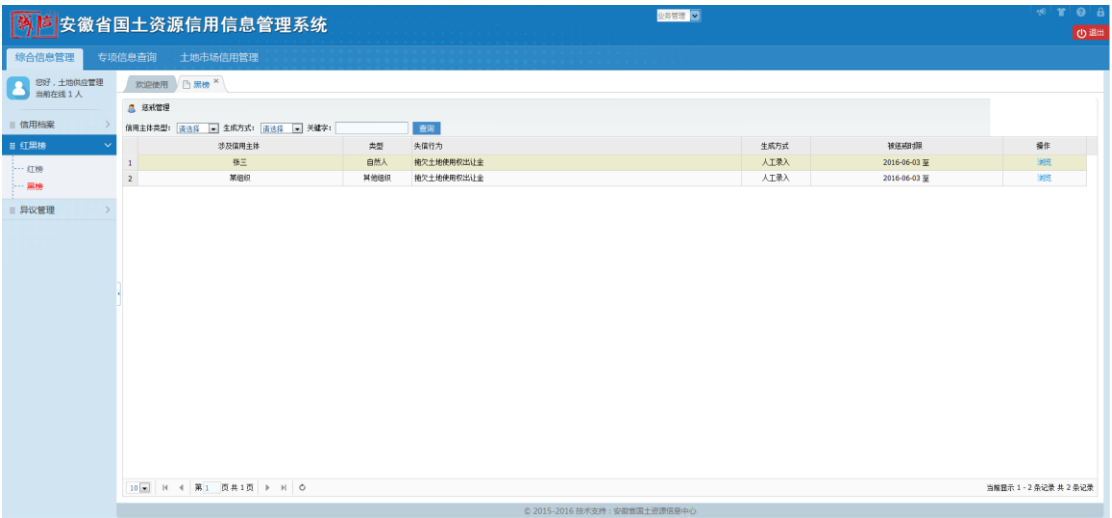 安徽省国土资源信用信息管理系统
业务管理
退出
综合信息管理 专项信息查询 土地市场信用管理
您好，土地供应管理
当前在线 1 人
欢迎使用 黑榜 ×
信用档案
红黑榜
红榜
黑榜
异议管理
惩戒管理
信用主体类型： 请选择 生成方式： 请选择 关键字： 查询
涉及信用主体 类型 失信行为 生成方式 被惩戒时限 操作
1 张三 自然人 拖欠土地使用权出让金 人工录入 2016-06-03 至 浏览
2 某组织 其他组织 拖欠土地使用权出让金 人工录入 2016-06-03 至 浏览
10 第 1 页 共 1 页
当前显示 1 - 2 条记录 共 2 条记录
© 2015-2016 技术支持：安徽省国土资源信息中心